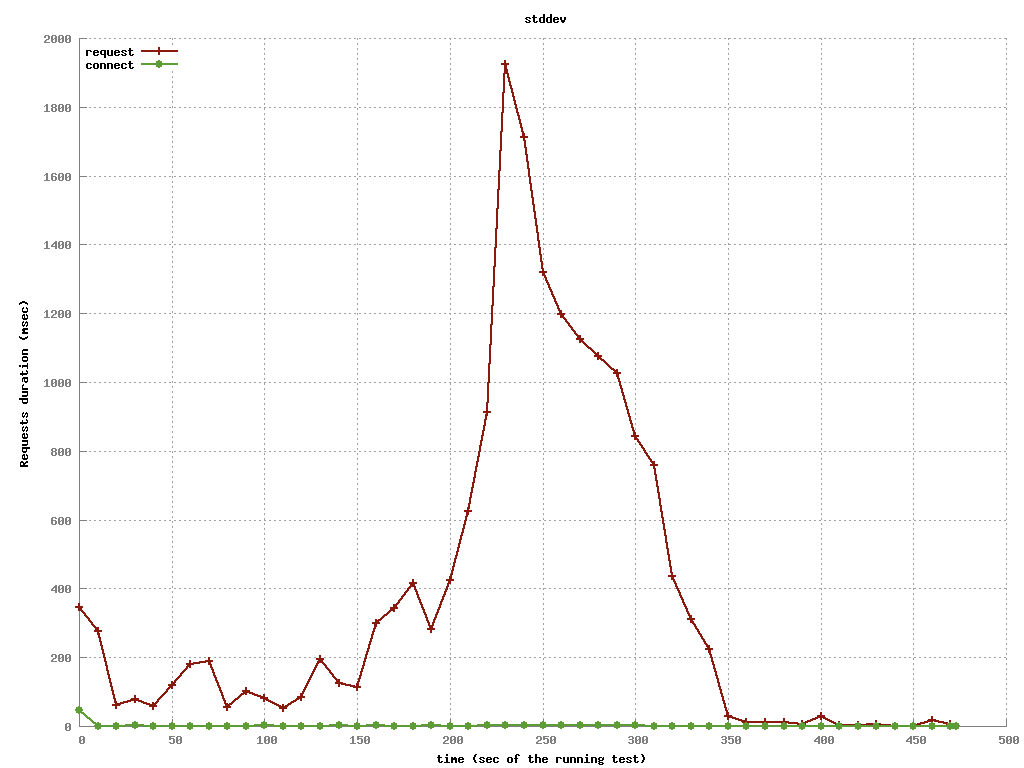 stddev
2000
request
connect
1800
1600
1400
1200
1000
800
600
400
200
0
Requests duration (msec)
0 50 100 150 200 250 300 350 400 450 500
time (sec of the running test)